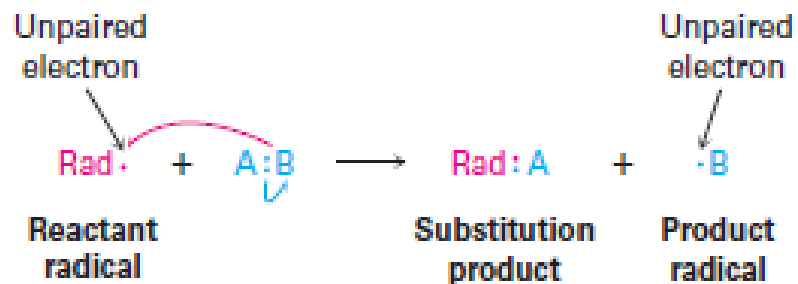 Unpaired
electron
Unpaired
electron
Rad· + A:B → Rad:A + ·B
Reactant
radical
Substitution
product
Product
radical